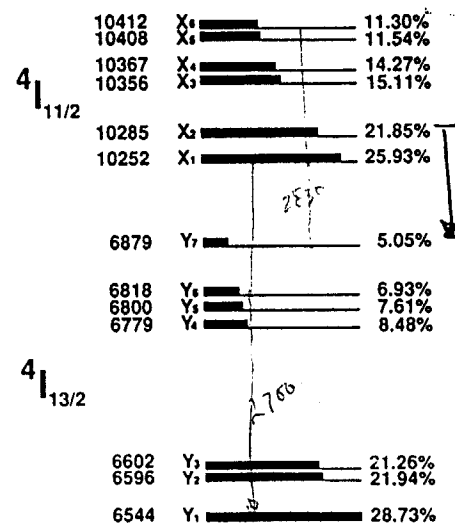 10412 X₆ 11.30%
10408 X₅ 11.54%
10367 X₄ 14.27%
10356 X₃ 15.11%
⁴I₁₁/₂
10285 X₂ 21.85%
10252 X₁ 25.93%
6879 Y₇ 5.05%
6818 Y₆ 6.93%
6800 Y₅ 7.61%
6779 Y₄ 8.48%
⁴I₁₃/₂
2700
6602 Y₃ 21.26%
6596 Y₂ 21.94%
6544 Y₁ 28.73%